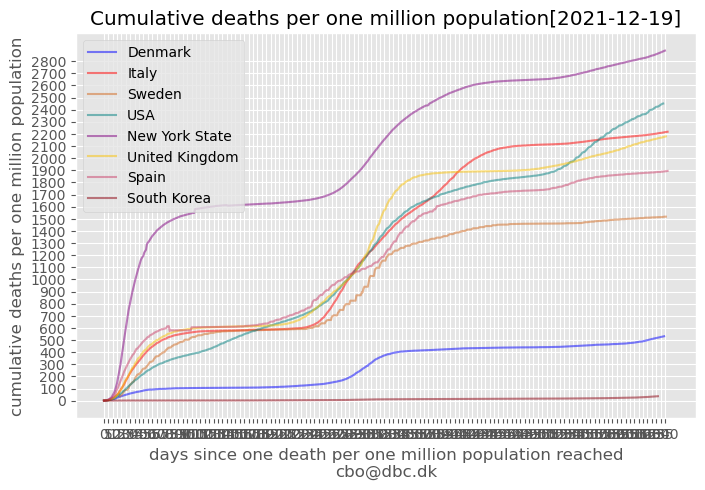 Cumulative deaths per one million population[2021-12-19]
cumulative deaths per one million population
2800
2700
2600
2500
2400
2300
2200
2100
2000
1900
1800
1700
1600
1500
1400
1300
1200
1100
1000
900
800
700
600
500
400
300
200
100
0
Denmark
Italy
Sweden
USA
New York State
United Kingdom
Spain
South Korea
days since one death per one million population reached
cbo@dbc.dk